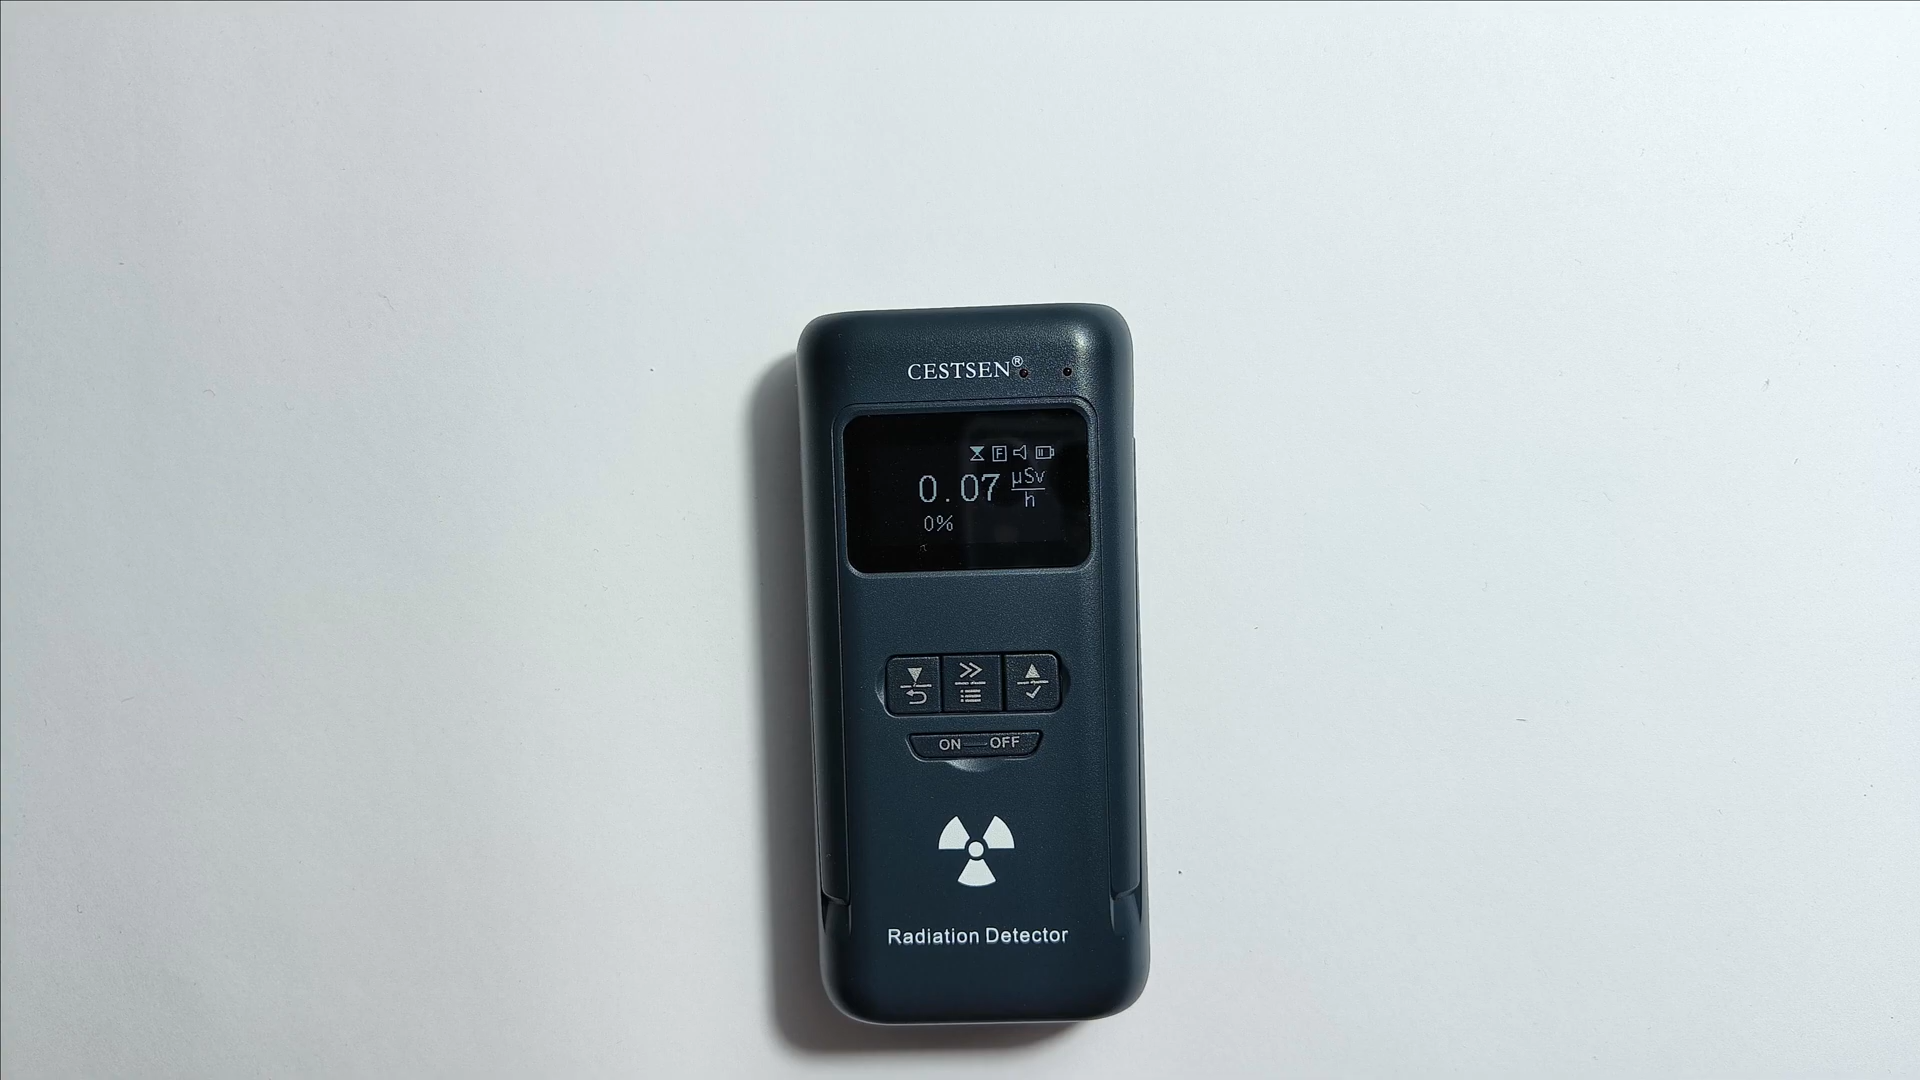 CESTSEN®
F
0.07 µSv/h
0%
ON OFF
Radiation Detector